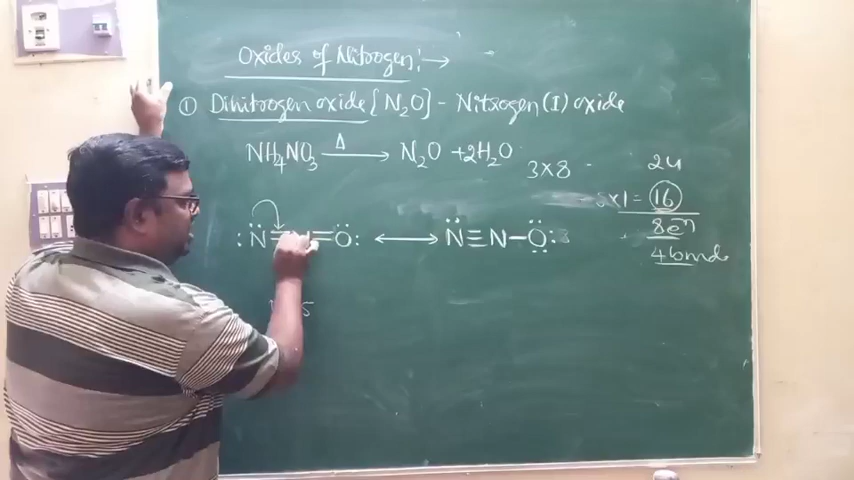 Oxides of Nitrogen:→
① Dinitrogen oxide [N₂O] - Nitrogen (I) oxide
NH₄NO₃ —Δ→ N₂O + 2H₂O
3×8
24
×1 = 16
8e⁻
4 bonds
:N̈ = =Ö: ↔ N̈≡N–Ö:
5